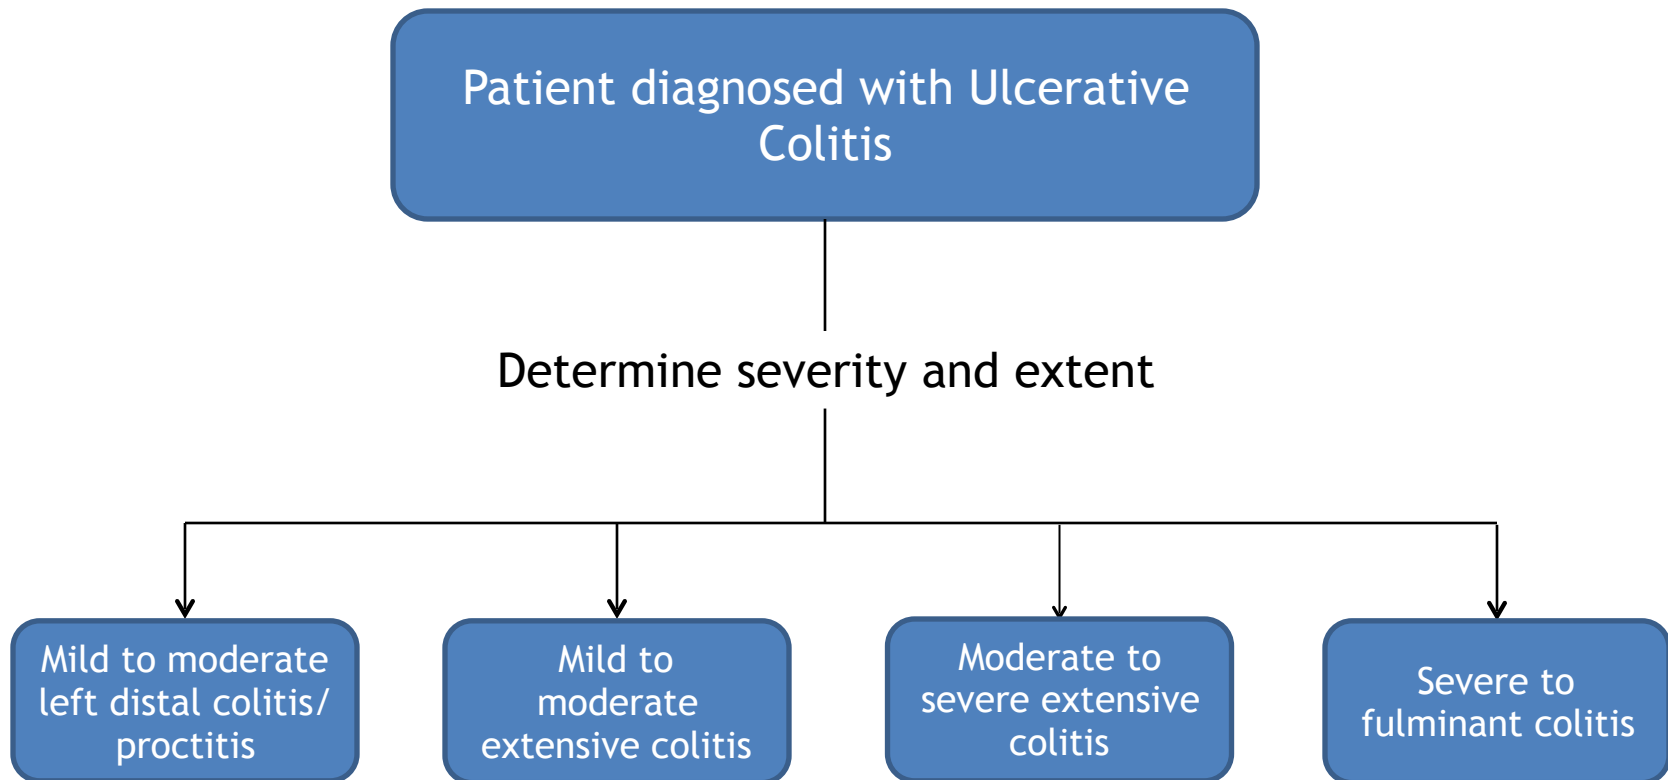 Patient diagnosed with Ulcerative
Colitis
Determine severity and extent
Mild to moderate
left distal colitis/
proctitis
Mild to
moderate
extensive colitis
Moderate to
severe extensive
colitis
Severe to
fulminant colitis